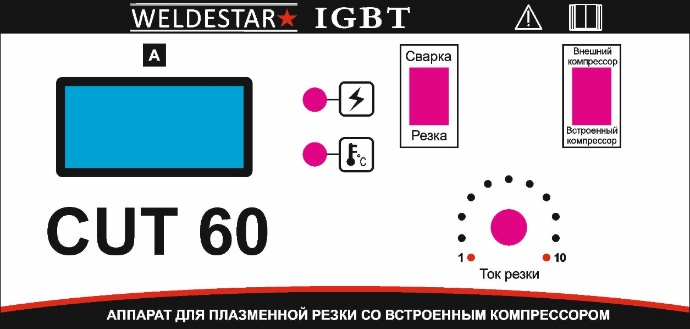 WELDESTAR IGBT
A
Сварка
Резка
Внешний
компрессор
Встроенный
компрессор
°C
CUT 60
1
10
Ток резки
АППАРАТ ДЛЯ ПЛАЗМЕННОЙ РЕЗКИ СО ВСТРОЕННЫМ КОМПРЕССОРОМ